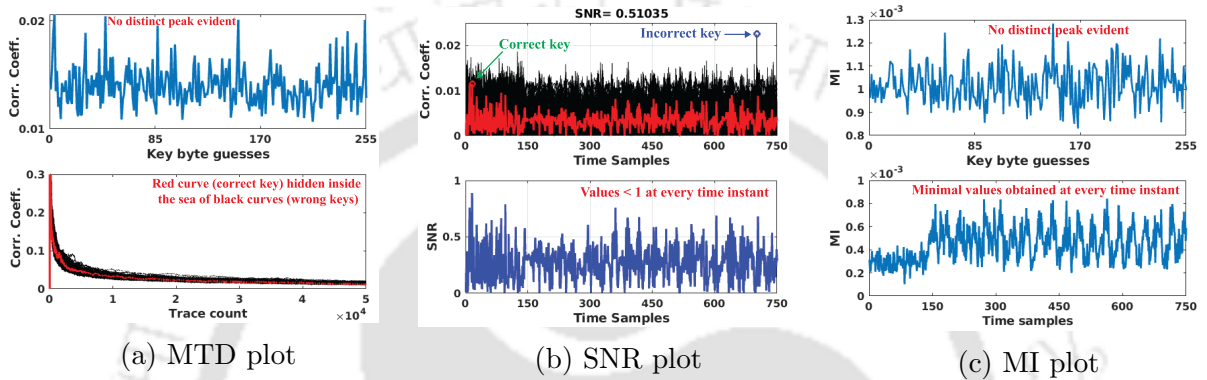 No distinct peak evident
Corr. Coeff.
0.02
0.01
1
85
170
255
Key byte guesses
Red curve (correct key) hidden inside
the sea of black curves (wrong keys)
Corr. Coeff.
0.3
0.2
0.1
0
0
1
2
3
4
5
Trace count
×10⁴
(a) MTD plot
SNR= 0.51035
Correct key
Incorrect key
Corr. Coeff.
0.02
0.01
0
0
150
300
450
600
750
Time Samples
Values < 1 at every time instant
SNR
1
0.5
0
0
150
300
450
600
750
Time Samples
(b) SNR plot
×10⁻³
No distinct peak evident
MI
1.3
1.2
1.1
1
0.9
0.8
1
85
170
255
Key byte guesses
×10⁻³
Minimal values obtained at every time instant
MI
1
0.8
0.6
0.4
0.2
0
0
150
300
450
600
750
Time Samples
(c) MI plot